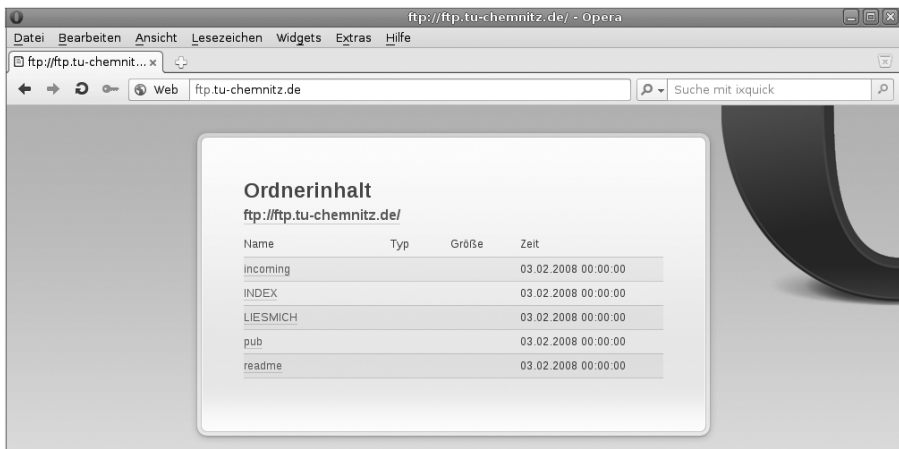 ftp://ftp.tu-chemnitz.de/ - Opera
Datei Bearbeiten Ansicht Lesezeichen Widgets Extras Hilfe
ftp://ftp.tu-chemnit... x
Web ftp.tu-chemnitz.de Suche mit ixquick
Ordnerinhalt
ftp://ftp.tu-chemnitz.de/
Name Typ Größe Zeit
incoming 03.02.2008 00:00:00
INDEX 03.02.2008 00:00:00
LIESMICH 03.02.2008 00:00:00
pub 03.02.2008 00:00:00
readme 03.02.2008 00:00:00